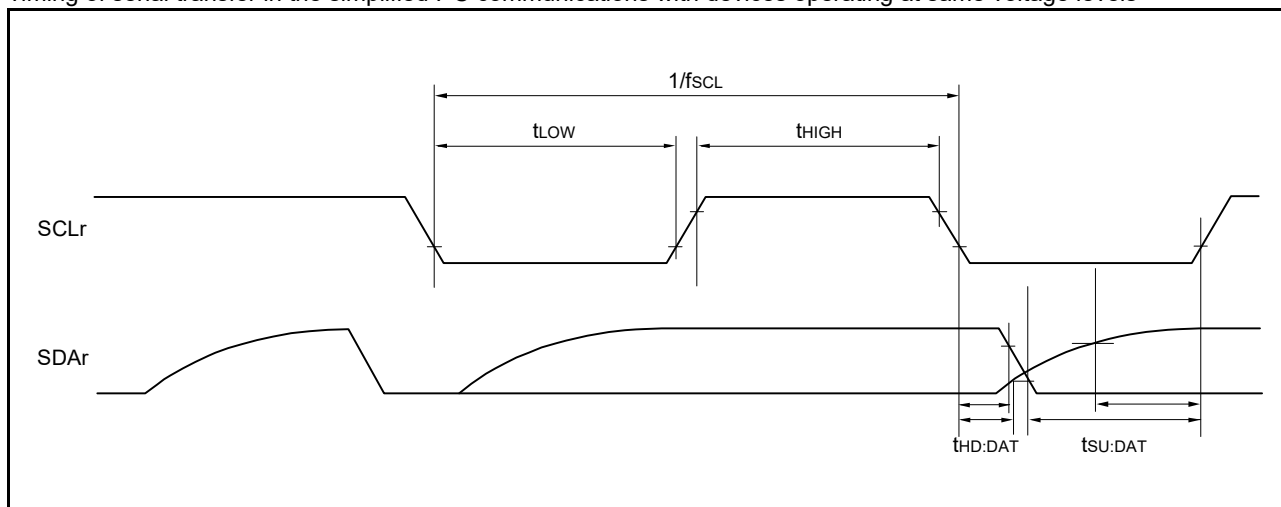 Timing of serial transfer in the simplified I²C communications with devices operating at same voltage levels
1/fSCL
tLOW
tHIGH
SCLr
SDAr
tHD:DAT
tSU:DAT